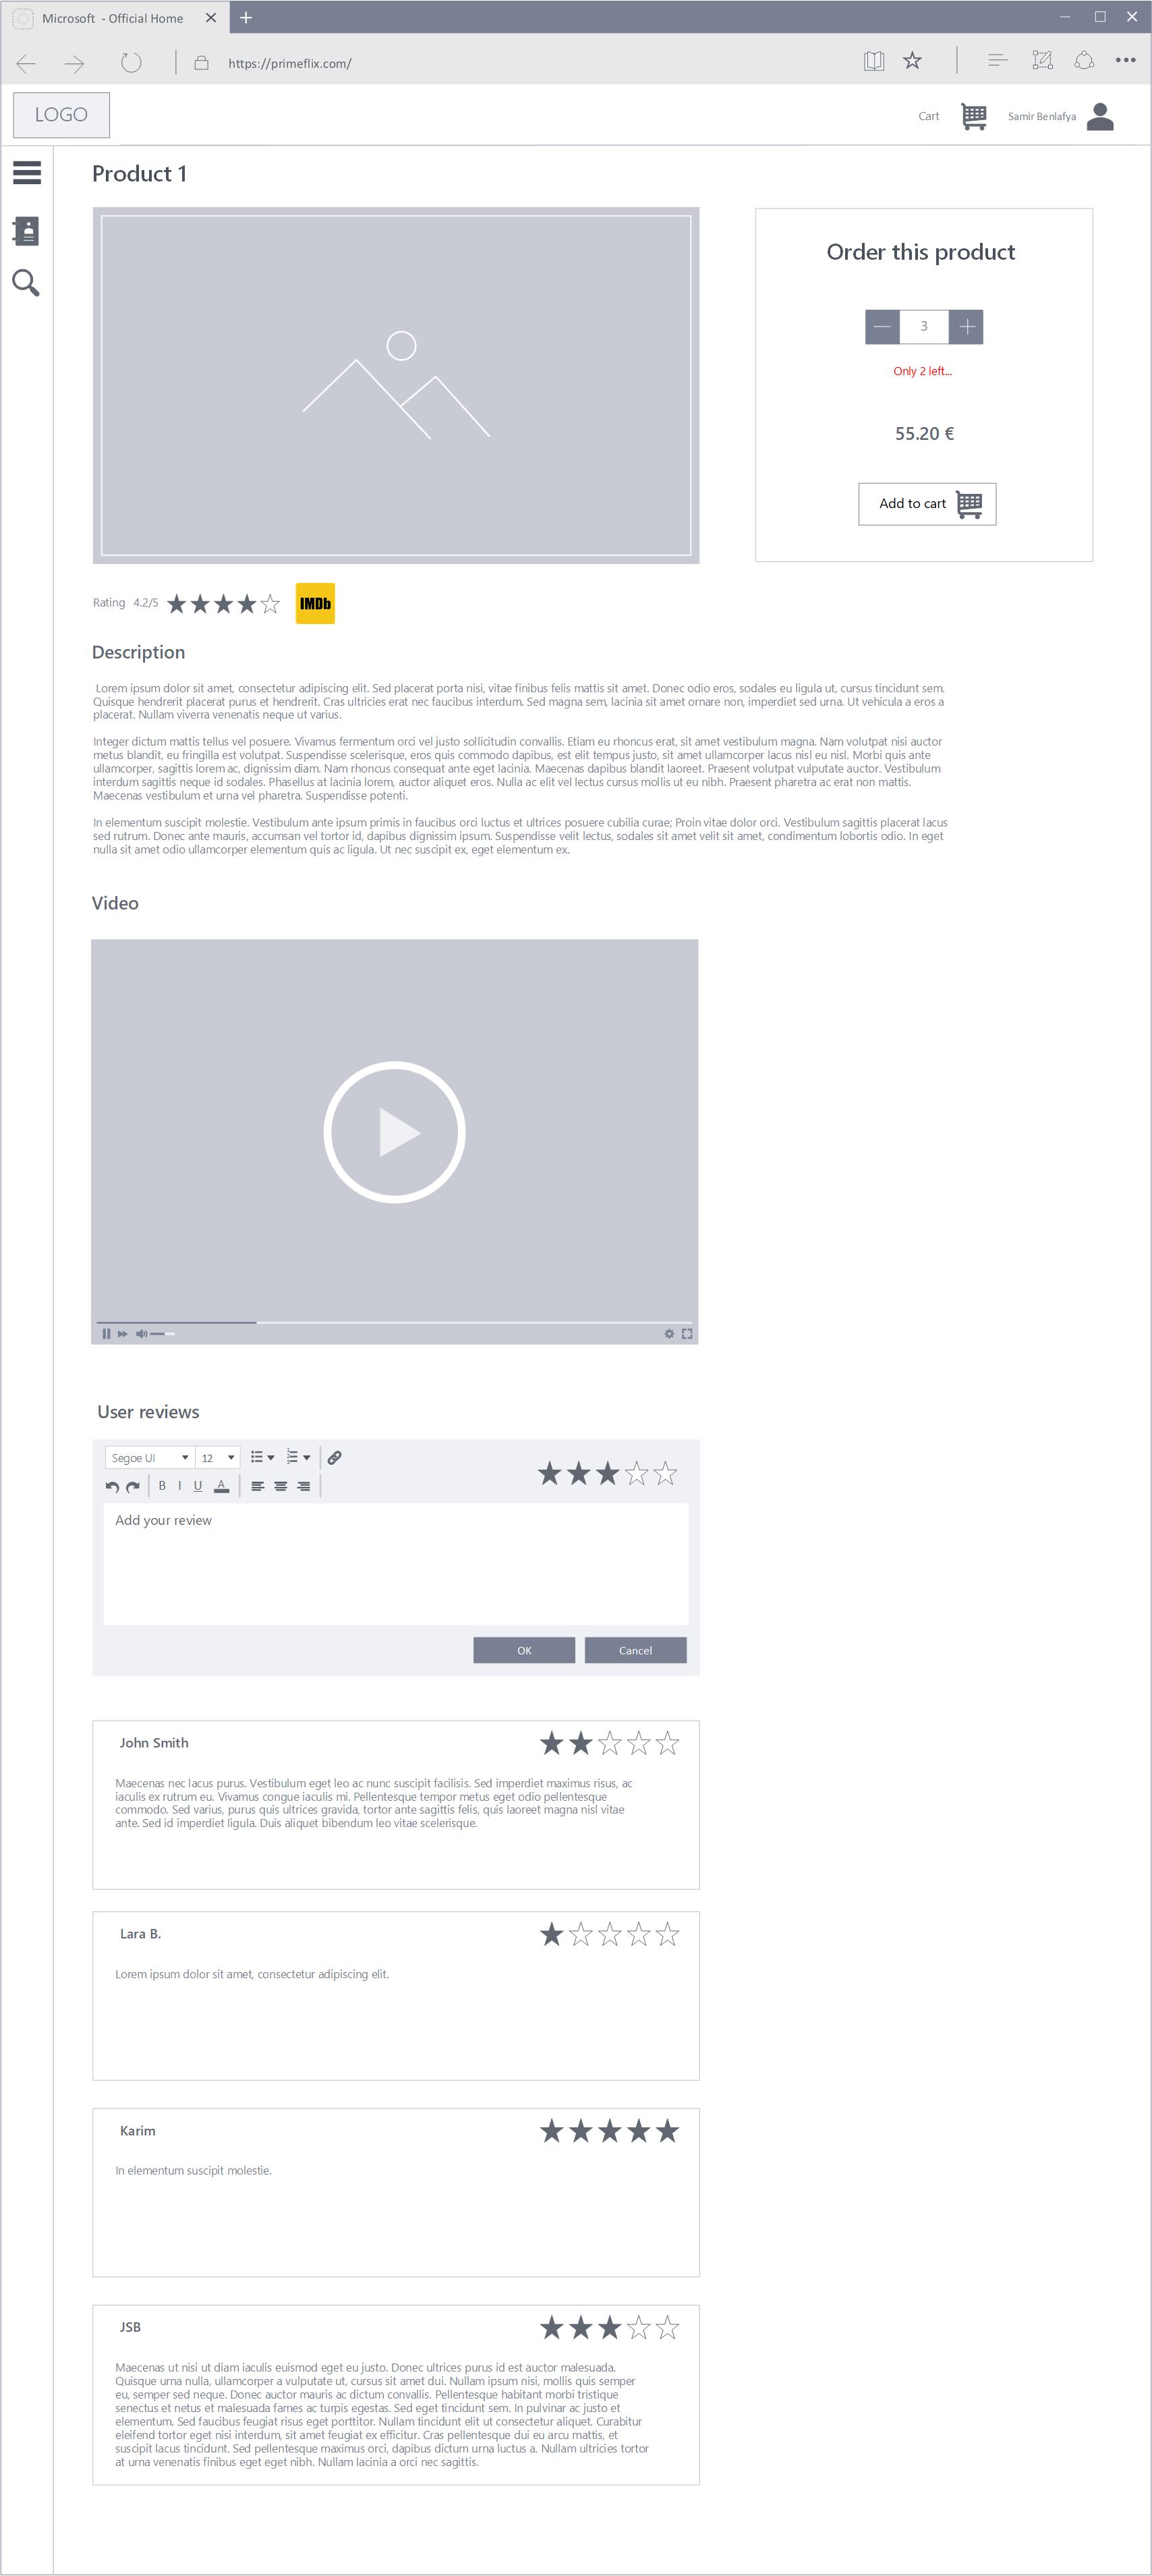 Microsoft - Official Home
https://primeflix.com/
LOGO
Cart
Samir Benlafya
Product 1
Order this product
3
Only 2 left...
55.20 €
Add to cart
Rating 4.2/5
IMDb
Description
Lorem ipsum dolor sit amet, consectetur adipiscing elit. Sed placerat porta nisi, vitae finibus felis mattis sit amet. Donec odio eros, sodales eu ligula ut, cursus tincidunt sem.
Quisque hendrerit placerat purus et hendrerit. Cras ultricies erat nec faucibus interdum. Sed magna sem, lacinia sit amet ornare non, imperdiet sed urna. Ut vehicula a eros a
placerat. Nullam viverra venenatis neque ut varius.
Integer dictum mattis tellus vel posuere. Vivamus fermentum orci vel justo sollicitudin convallis. Etiam eu rhoncus erat, sit amet vestibulum magna. Nam volutpat nisi auctor
metus blandit, eu fringilla est volutpat. Suspendisse scelerisque, eros quis commodo dapibus, est elit tempus justo, sit amet ullamcorper lacus nisl eu nisl. Morbi quis ante
ullamcorper, sagittis lorem ac, dignissim diam. Nam rhoncus consequat ante eget lacinia. Maecenas dapibus blandit laoreet. Praesent volutpat vulputate auctor. Vestibulum
interdum sagittis neque id sodales. Phasellus at lacinia lorem, auctor aliquet eros. Nulla ac elit vel lectus cursus mollis ut eu nibh. Praesent pharetra ac erat non mattis.
Maecenas vestibulum et urna vel pharetra. Suspendisse potenti.
In elementum suscipit molestie. Vestibulum ante ipsum primis in faucibus orci luctus et ultrices posuere cubilia curae; Proin vitae dolor orci. Vestibulum sagittis placerat lacus
sed rutrum. Donec ante mauris, accumsan vel tortor id, dapibus dignissim ipsum. Suspendisse velit lectus, sodales sit amet velit sit amet, condimentum lobortis odio. In eget
nulla sit amet odio ullamcorper elementum quis ac ligula. Ut nec suscipit ex, eget elementum ex.
Video
User reviews
Segoe UI
12
B I U A
Add your review
OK
Cancel
John Smith
Maecenas nec lacus purus. Vestibulum eget leo ac nunc suscipit facilisis. Sed imperdiet maximus risus, ac
iaculis ex rutrum eu. Vivamus congue iaculis mi. Pellentesque tempor metus eget odio pellentesque
commodo. Sed varius, purus quis ultrices gravida, tortor ante sagittis felis, quis laoreet magna nisl vitae
ante. Sed id imperdiet ligula. Duis aliquet bibendum leo vitae scelerisque.
Lara B.
Lorem ipsum dolor sit amet, consectetur adipiscing elit.
Karim
In elementum suscipit molestie.
JSB
Maecenas ut nisi ut diam iaculis euismod eget eu justo. Donec ultrices purus id est auctor malesuada.
Quisque urna nulla, ullamcorper a vulputate ut, cursus sit amet dui. Nullam ipsum nisi, mollis quis semper
eu, semper sed neque. Donec auctor mauris ac dictum convallis. Pellentesque habitant morbi tristique
senectus et netus et malesuada fames ac turpis egestas. Sed eget tincidunt sem. In pulvinar ac justo et
elementum. Sed faucibus feugiat risus eget porttitor. Nullam tincidunt elit ut consectetur aliquet. Curabitur
eleifend tortor eget nisi interdum, sit amet feugiat ex efficitur. Cras pellentesque dui eu arcu mattis, et
suscipit lacus tincidunt. Sed pellentesque maximus orci, dapibus dictum urna luctus a. Nullam ultricies tortor
at urna venenatis finibus eget eget nibh. Nullam lacinia a orci nec sagittis.